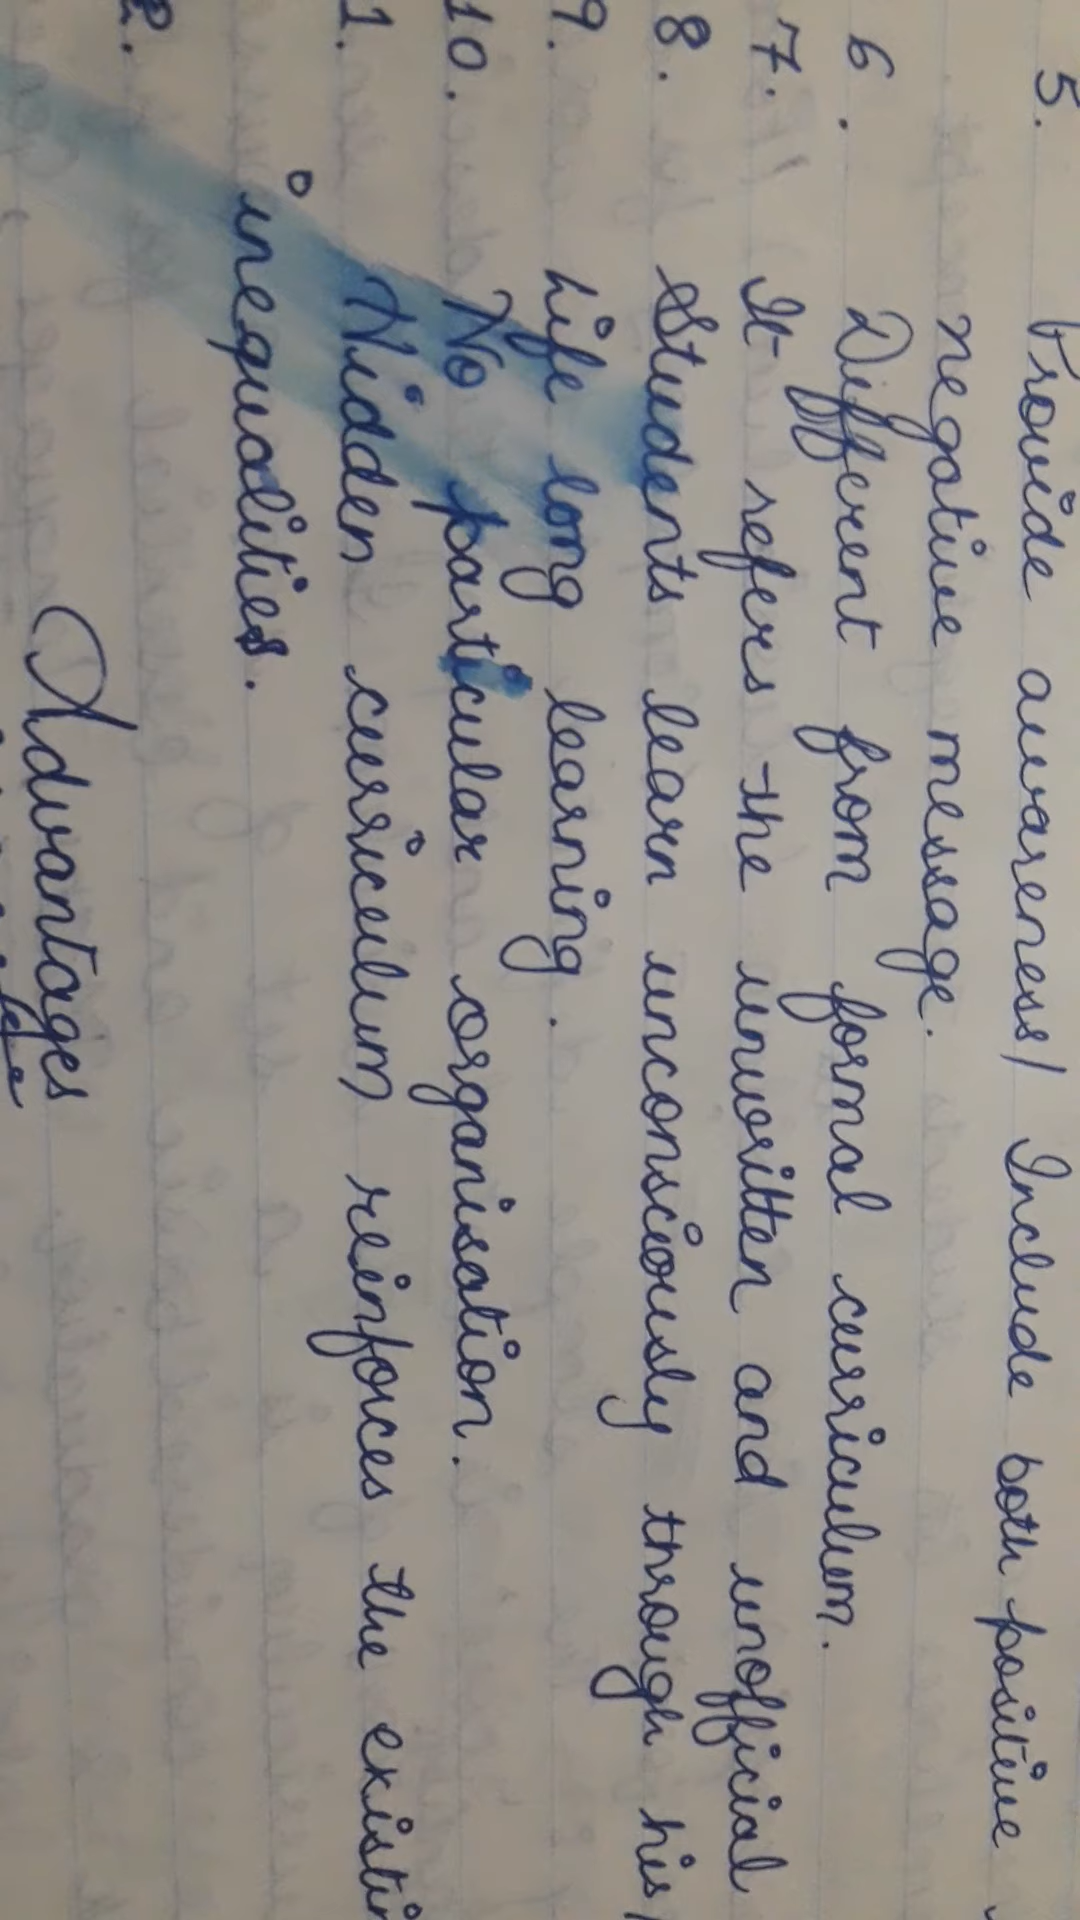 5. Provide awareness/ Include both positive
negative message.
6. Different from formal curriculum.
7. It refers the unwritten and unofficial
8. Students learn unconsciously through his/
9. Life long learning.
10. No particular organisation.
1. Hidden curriculum reinforces the existin
inequalities.
2.
Advantages